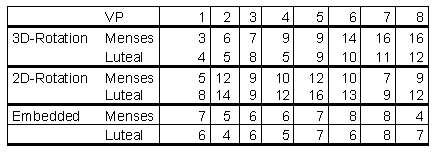 VP 1 2 3 4 5 6 7 8
3D-Rotation Menses 3 6 7 9 9 14 16 16
Luteal 4 5 8 5 9 10 11 12
2D-Rotation Menses 5 12 9 10 12 10 7 9
Luteal 8 14 9 12 16 13 9 12
Embedded Menses 7 5 6 6 7 8 8 4
Luteal 6 4 6 5 7 6 8 7